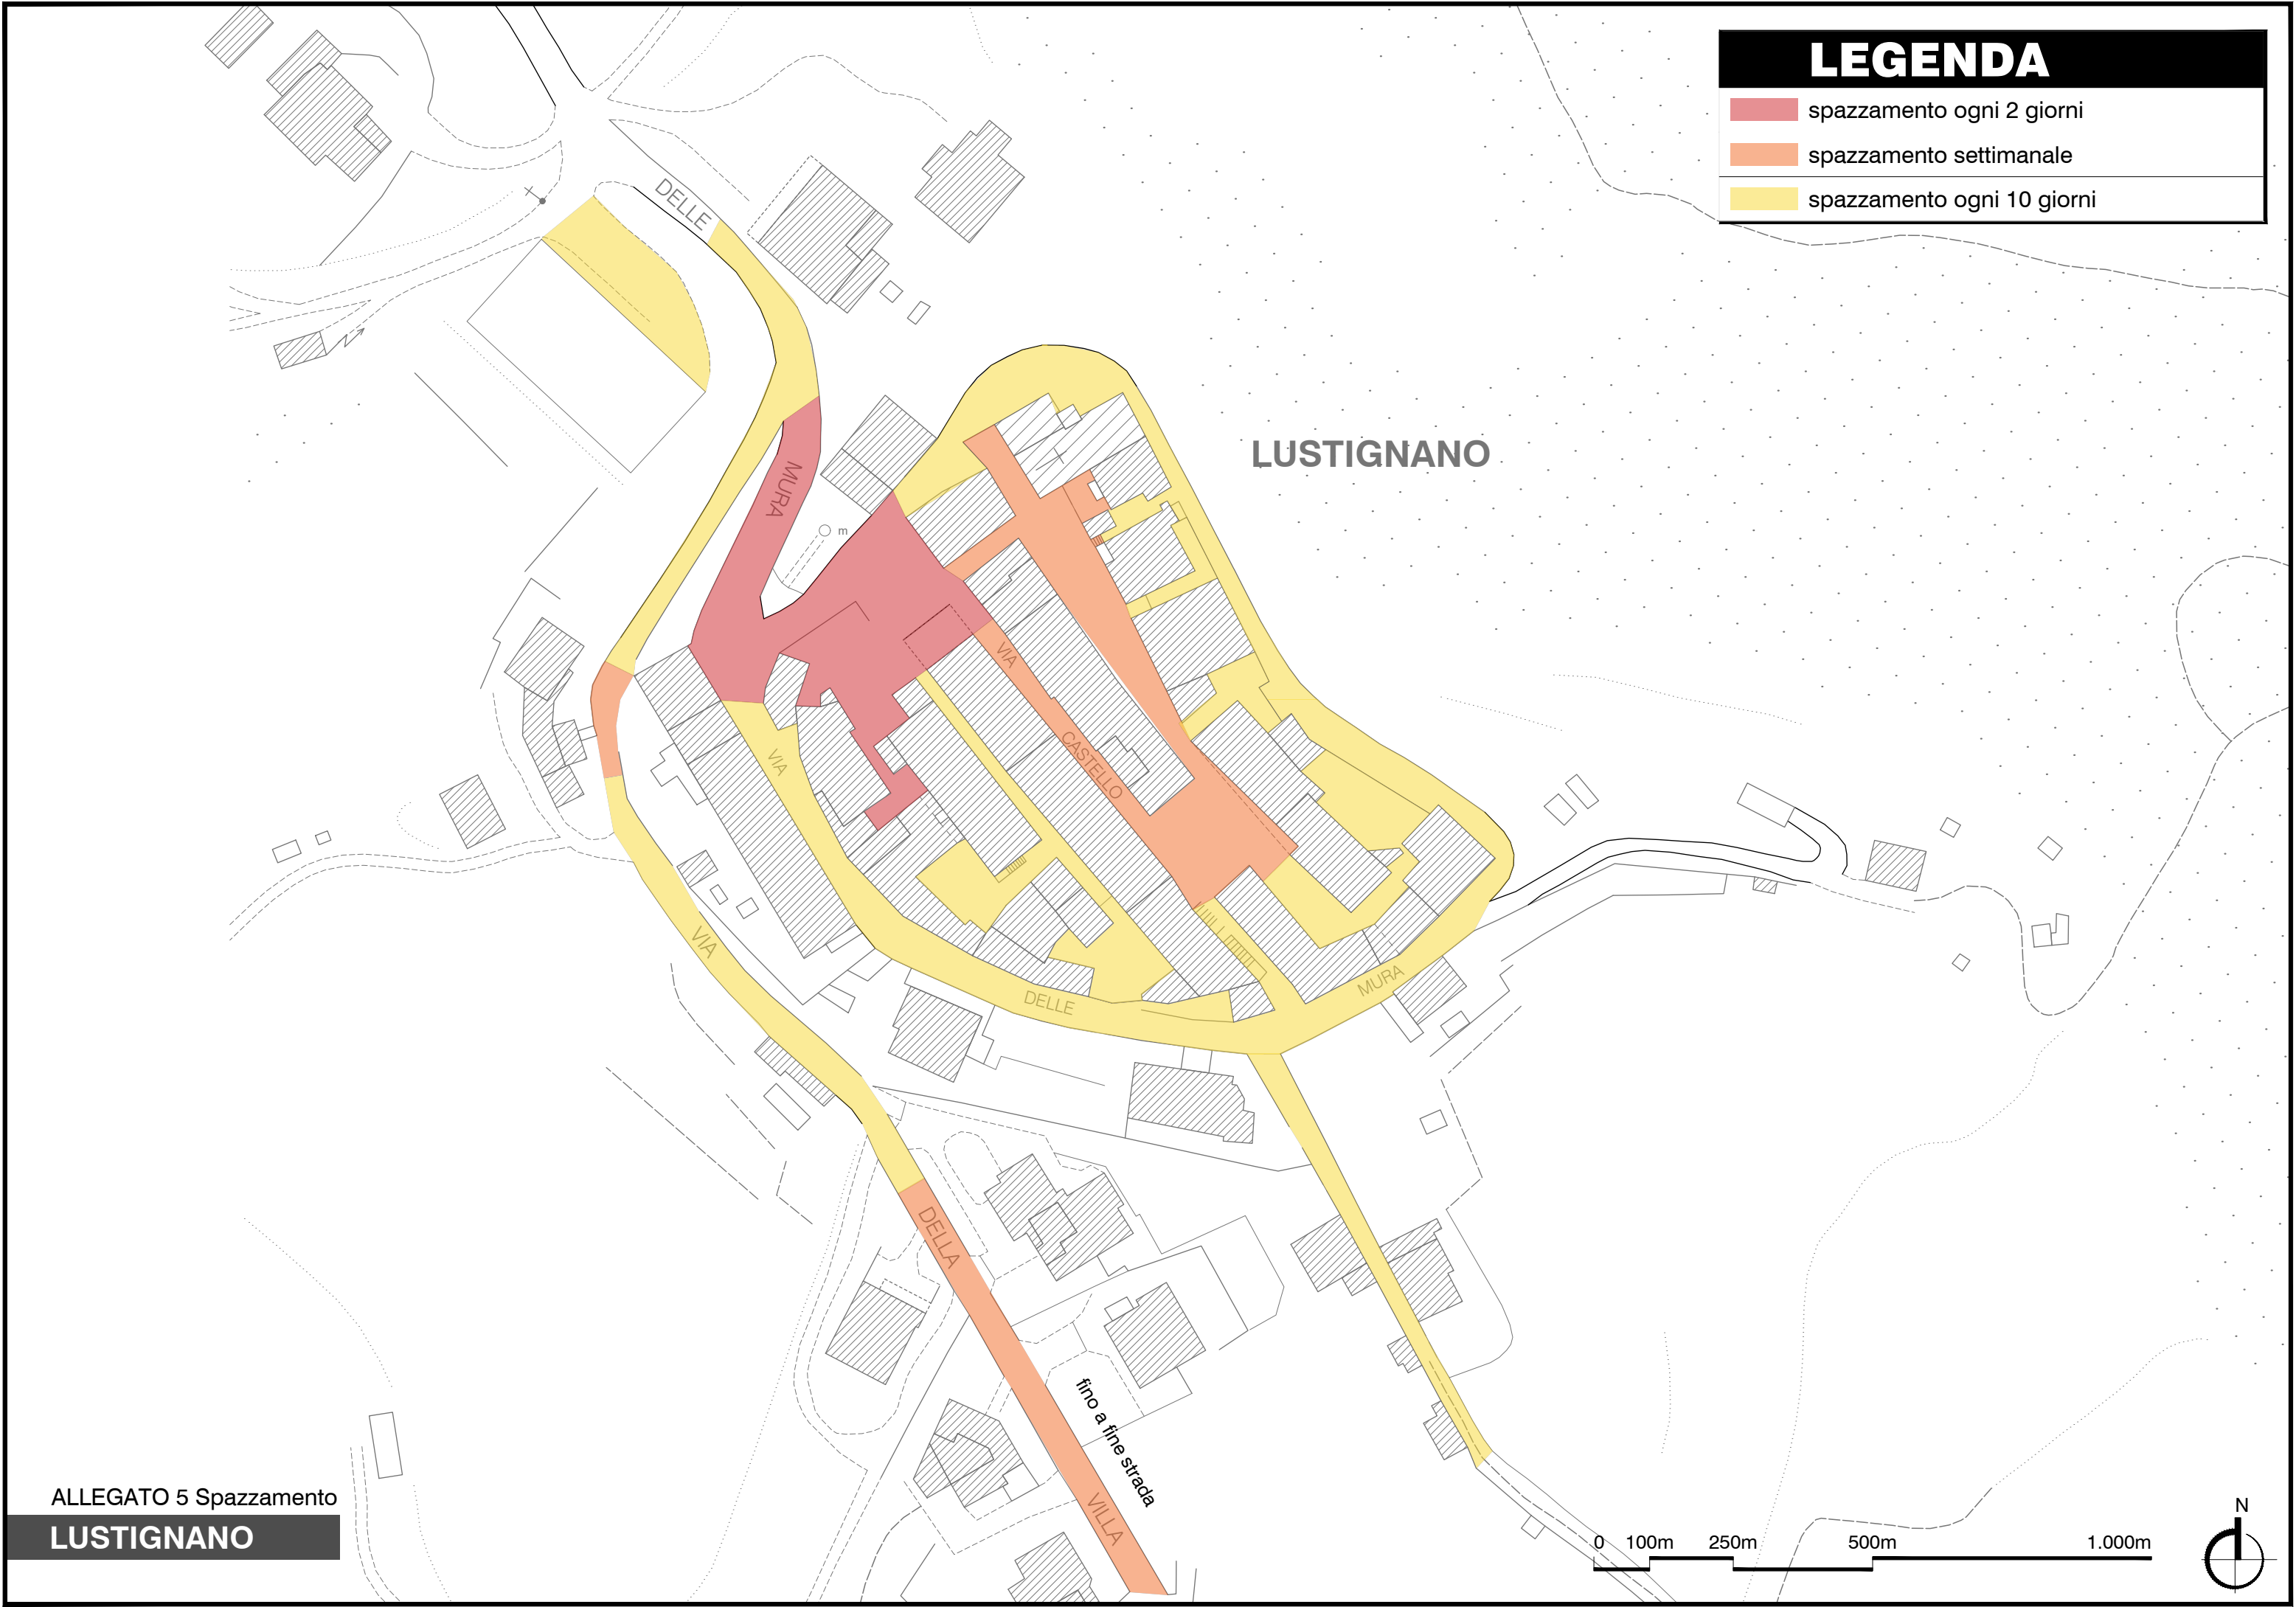 LEGENDA
spazzamento ogni 2 giorni
spazzamento settimanale
spazzamento ogni 10 giorni
DELLE
LUSTIGNANO
MURA
m
VIA
VIA
CASTELLO
VIA
DELLE
MURA
DELLA
fino a fine strada
VILLA
ALLEGATO 5 Spazzamento
LUSTIGNANO
0 100m 250m 500m 1.000m
N